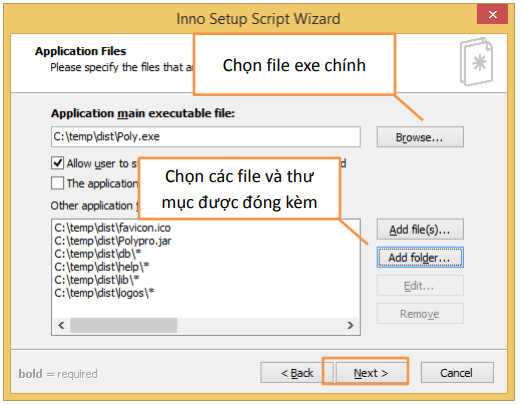 Inno Setup Script Wizard
Application Files
Please specify the files that ar
Chọn file exe chính
Application main executable file:
C:\temp\dist\Poly.exe
Browse...
Allow user to s
d
The application
Chọn các file và thư
mục được đóng kèm
Other application
C:\temp\dist\favicon.ico
C:\temp\dist\Polypro.jar
C:\temp\dist\db\*
C:\temp\dist\help\*
C:\temp\dist\lib\*
C:\temp\dist\logos\*
Add file(s)...
Add folder...
Edit...
Remove
bold = required
< Back
Next >
Cancel